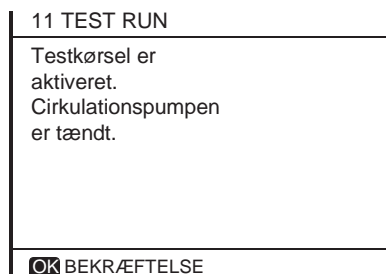 11 TEST RUN
Testkørsel er
aktiveret.
Cirkulationspumpen
er tændt.
OK BEKRÆFTELSE